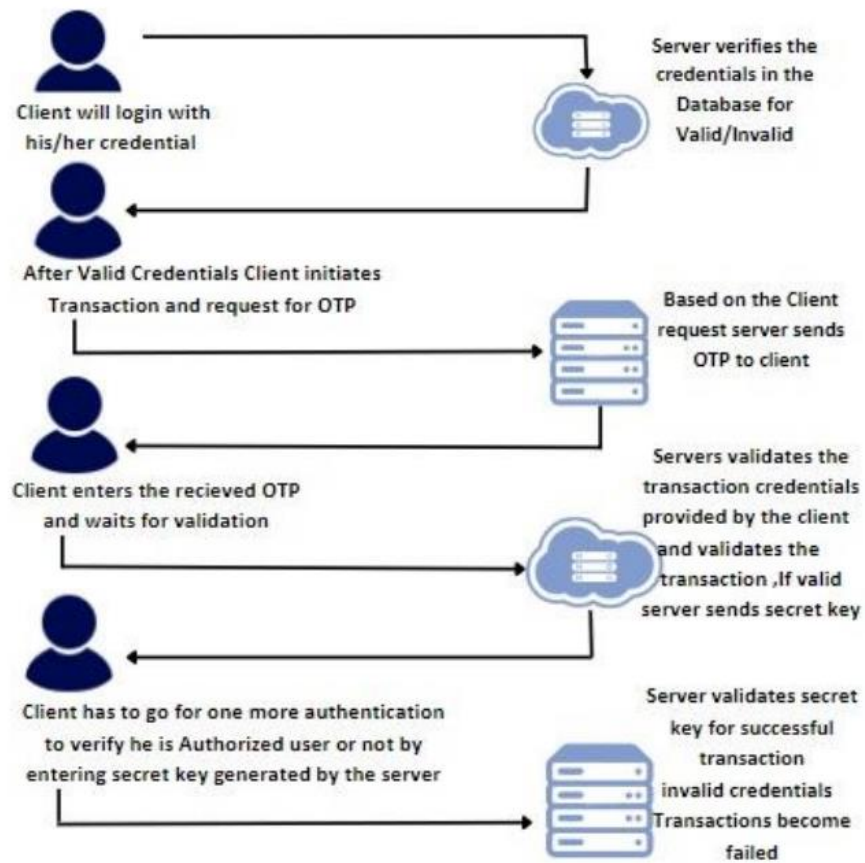 Client will login with
his/her credential
Server verifies the
credentials in the
Database for
Valid/Invalid
After Valid Credentials Client initiates
Transaction and request for OTP
Based on the Client
request server sends
OTP to client
Client enters the recieved OTP
and waits for validation
Servers validates the
transaction credentials
provided by the client
and validates the
transaction ,If valid
server sends secret key
Client has to go for one more authentication
to verify he is Authorized user or not by
entering secret key generated by the server
Server validates secret
key for successful
transaction
invalid credentials
Transactions become
failed